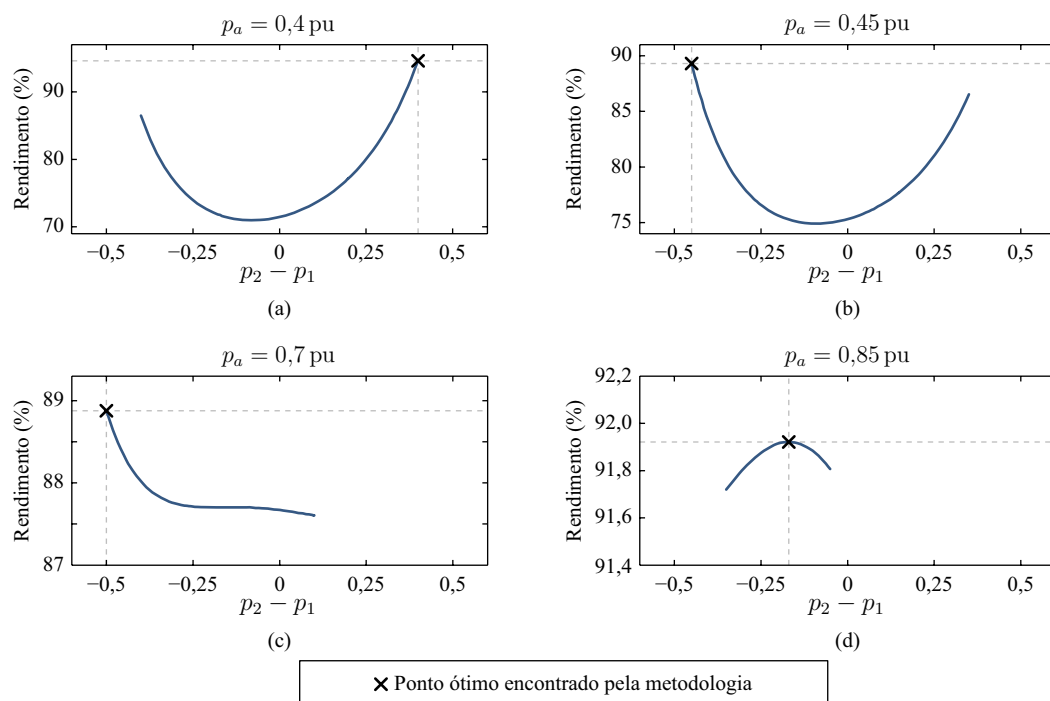 p_a = 0,4 pu
Rendimento (%)
90
80
70
−0,5 −0,25 0 0,25 0,5
p_2 − p_1
(a)
p_a = 0,45 pu
Rendimento (%)
90
85
80
75
−0,5 −0,25 0 0,25 0,5
p_2 − p_1
(b)
p_a = 0,7 pu
Rendimento (%)
89
88
87
−0,5 −0,25 0 0,25 0,5
p_2 − p_1
(c)
p_a = 0,85 pu
Rendimento (%)
92,2
92,0
91,8
91,6
91,4
−0,5 −0,25 0 0,25 0,5
p_2 − p_1
(d)
Ponto ótimo encontrado pela metodologia